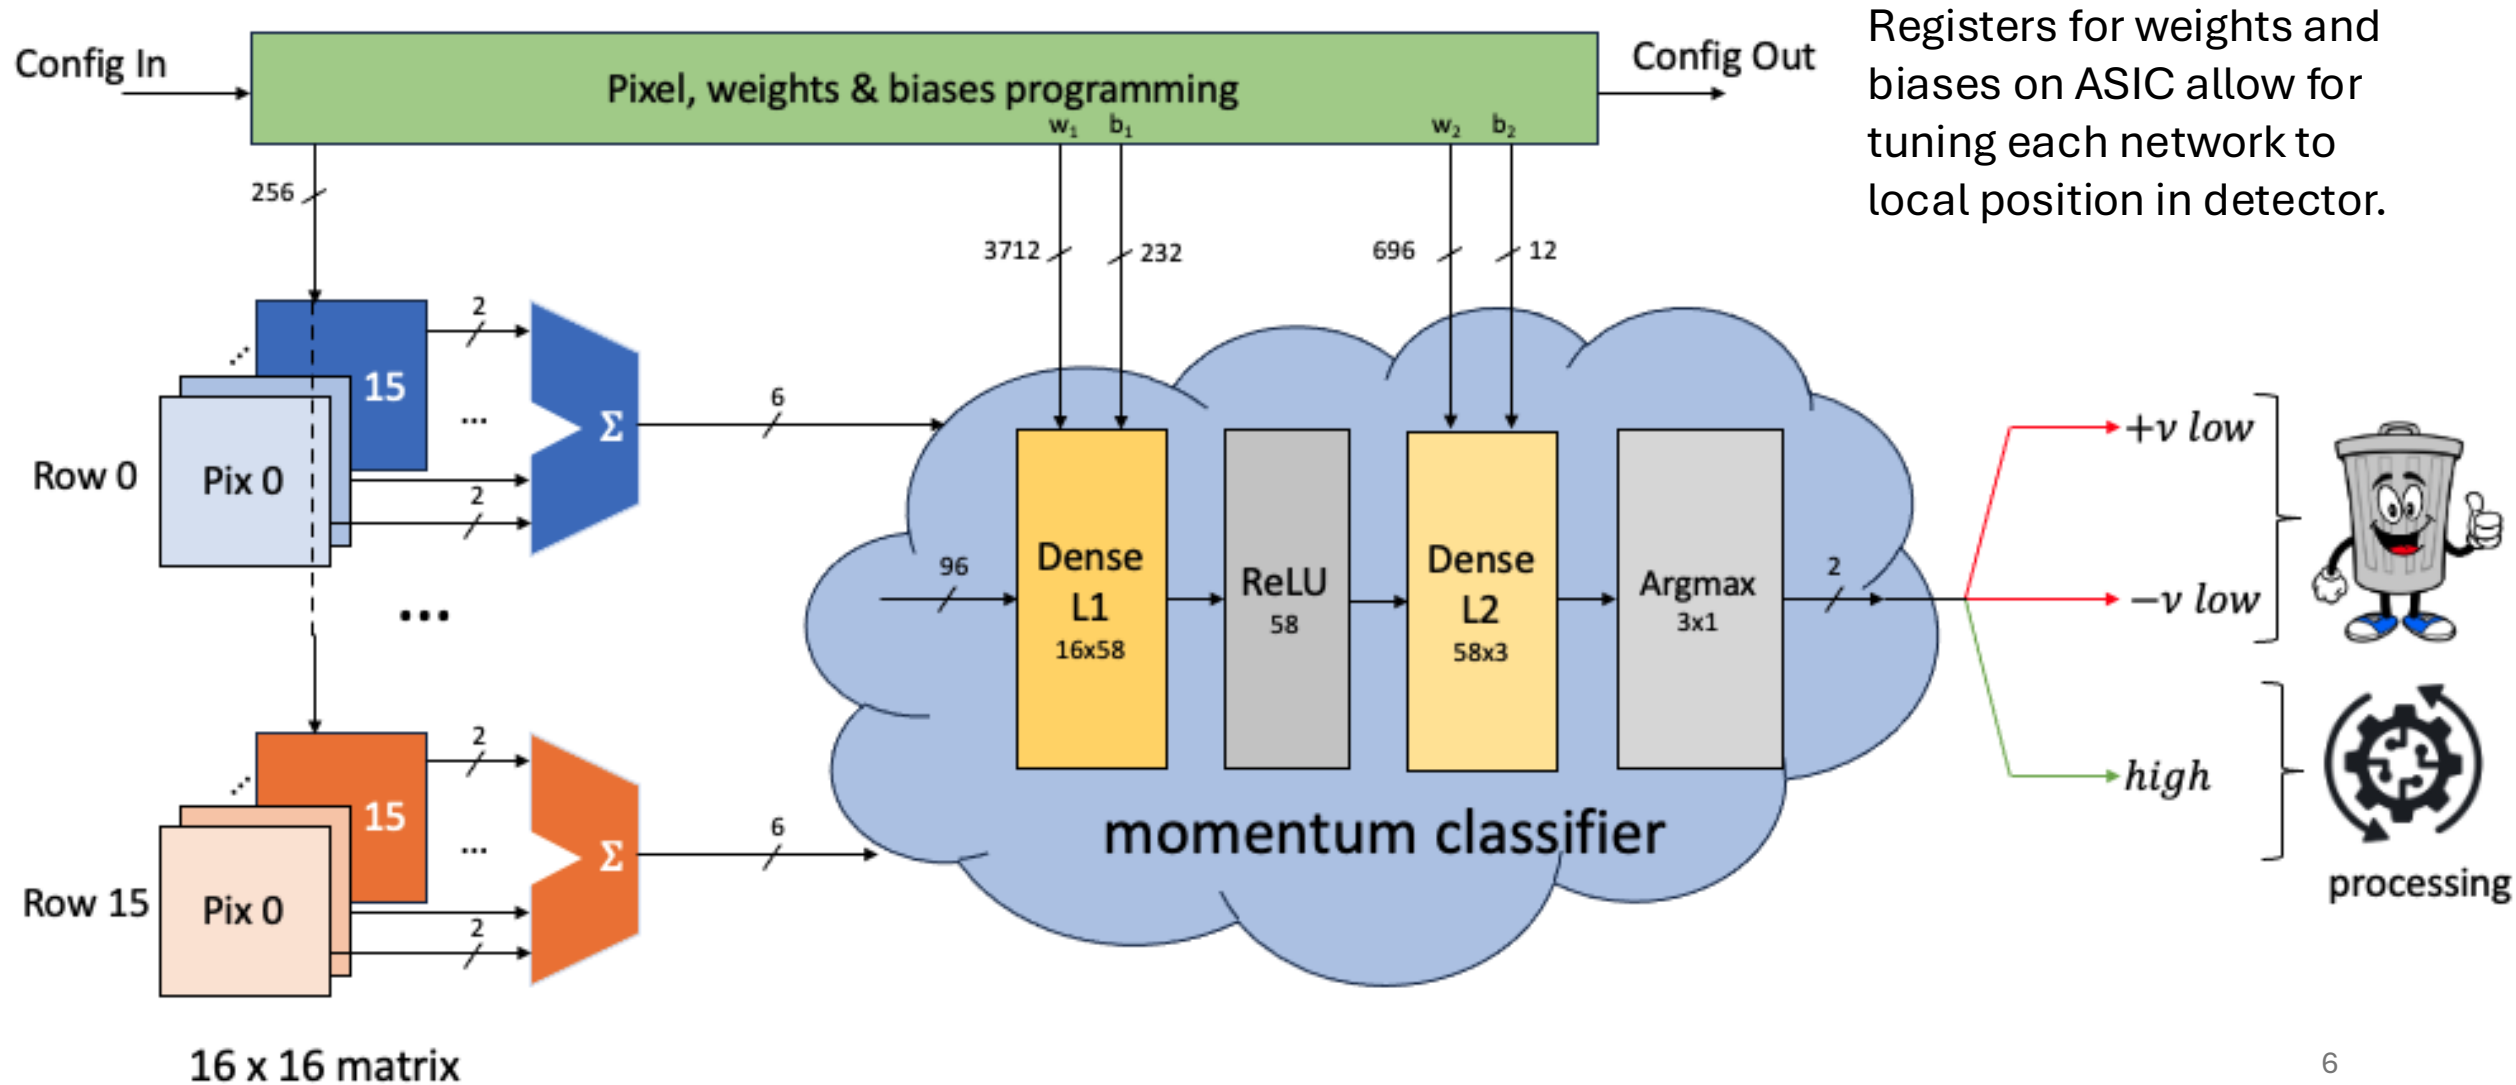 Registers for weights and
biases on ASIC allow for
tuning each network to
local position in detector.
Config In
Pixel, weights & biases programming
Config Out
w₁ b₁ w₂ b₂
256
3712
232
696
12
2
15
...
Σ
6
Row 0
Pix 0
2
...
96
Dense
L1
16x58
ReLU
58
Dense
L2
58x3
Argmax
3x1
2
+ν low
−ν low
high
processing
momentum classifier
2
15
...
Σ
6
Row 15
Pix 0
2
16 x 16 matrix
6